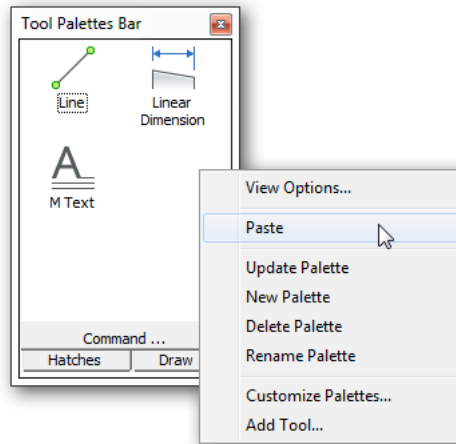 Tool Palettes Bar
Line
Linear
Dimension
M Text
Command ...
Hatches
Draw
View Options...
Paste
Update Palette
New Palette
Delete Palette
Rename Palette
Customize Palettes...
Add Tool...